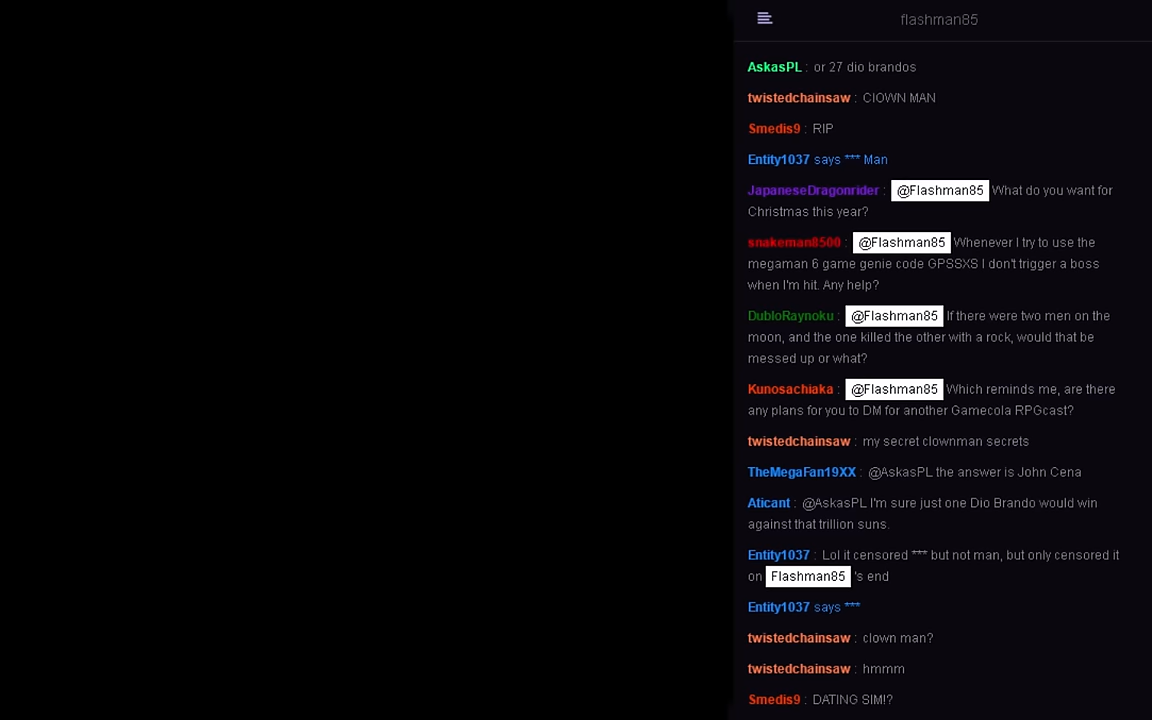 flashman85
AskasPL : or 27 dio brandos
twistedchainsaw : ClOWN MAN
Smedis9 : RIP
Entity1037 says *** Man
JapaneseDragonrider : @Flashman85 What do you want for
Christmas this year?
snakeman8500 : @Flashman85 Whenever I try to use the
megaman 6 game genie code GPSSXS I don't trigger a boss
when I'm hit. Any help?
DubloRaynoku : @Flashman85 If there were two men on the
moon, and the one killed the other with a rock, would that be
messed up or what?
Kunosachiaka : @Flashman85 Which reminds me, are there
any plans for you to DM for another Gamecola RPGcast?
twistedchainsaw : my secret clownman secrets
TheMegaFan19XX : @AskasPL the answer is John Cena
Aticant : @AskasPL I'm sure just one Dio Brando would win
against that trillion suns.
Entity1037 : Lol it censored *** but not man, but only censored it
on Flashman85 's end
Entity1037 says ***
twistedchainsaw : clown man?
twistedchainsaw : hmmm
Smedis9 : DATING SIM!?